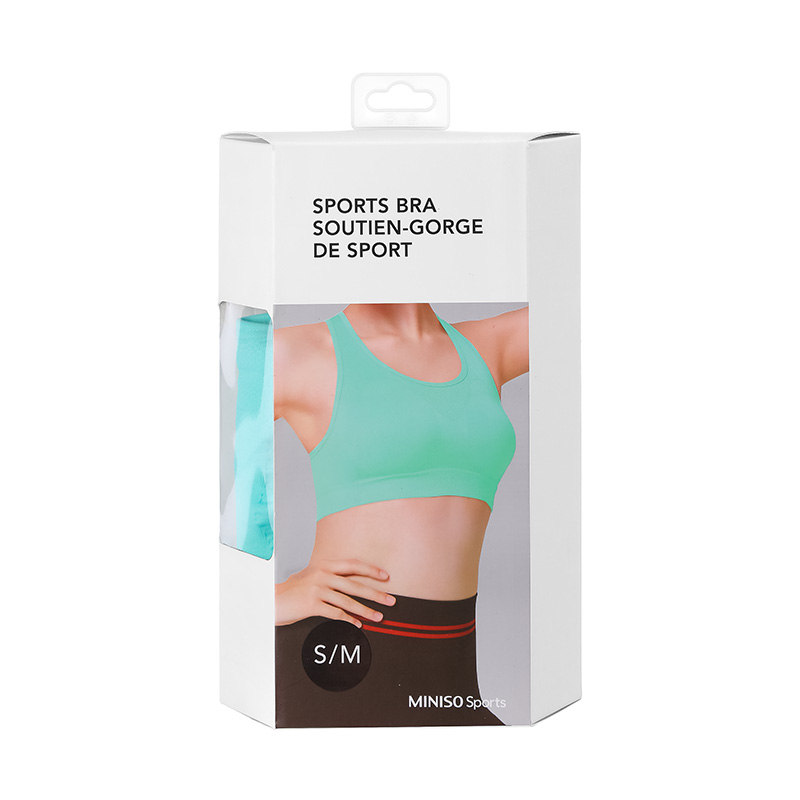 SPORTS BRA
SOUTIEN-GORGE
DE SPORT
S/M
MINISO Sports